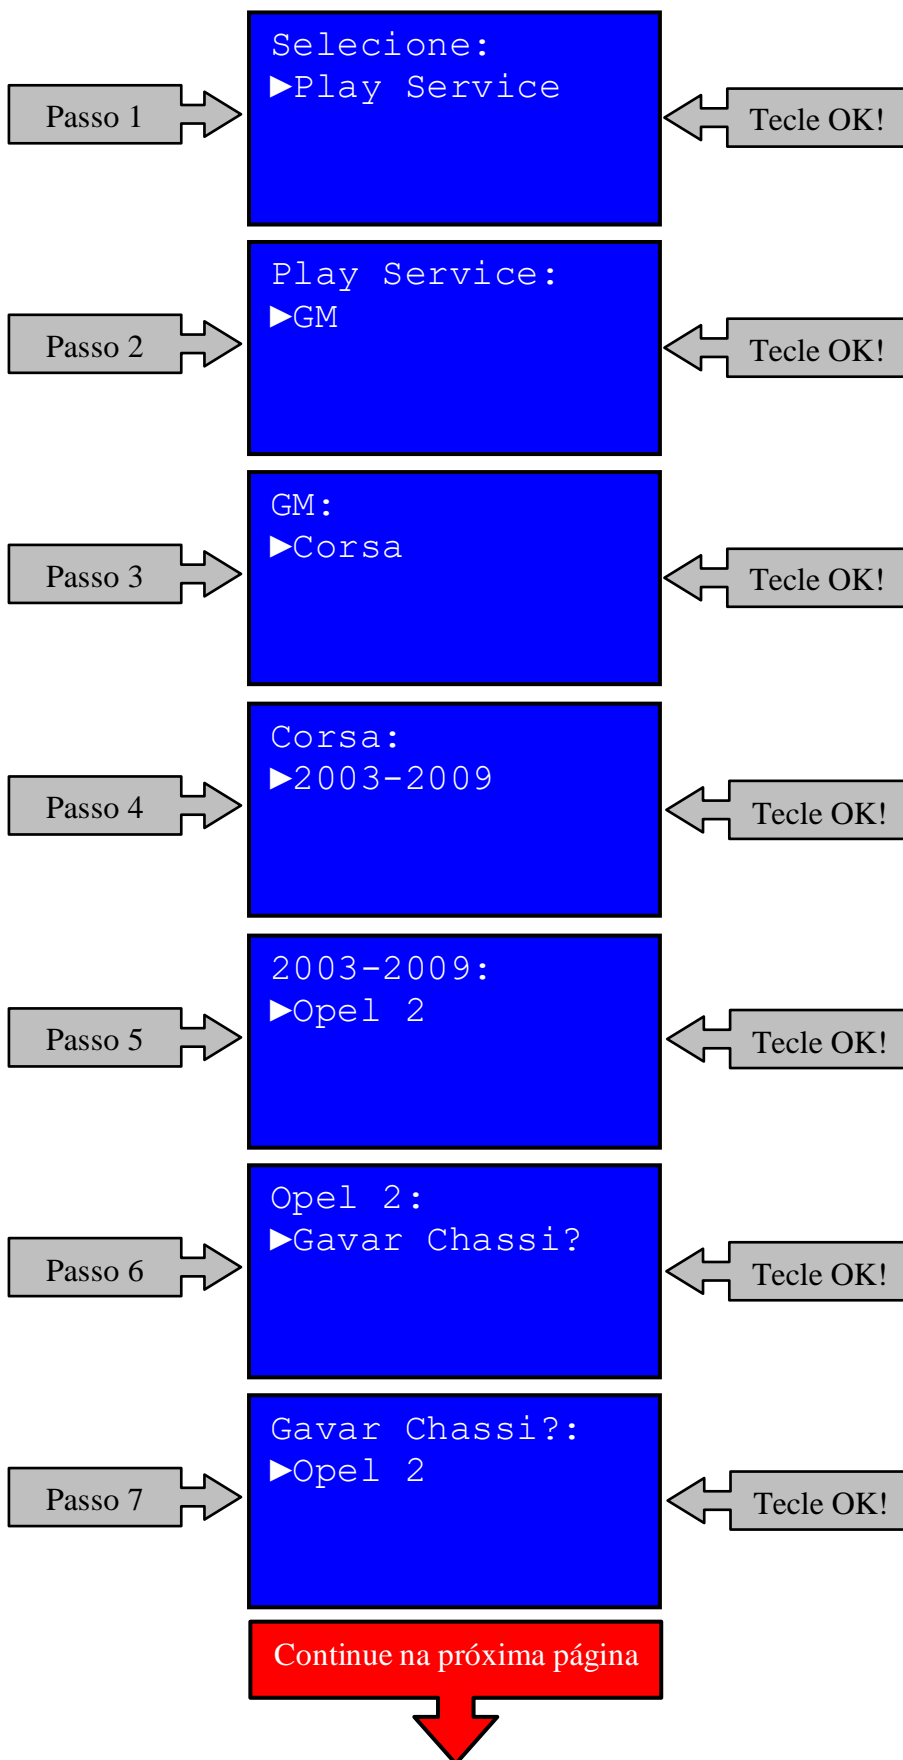 Selecione:
►Play Service
Passo 1
Tecle OK!
Play Service:
►GM
Passo 2
Tecle OK!
GM:
►Corsa
Passo 3
Tecle OK!
Corsa:
►2003-2009
Passo 4
Tecle OK!
2003-2009:
►Opel 2
Passo 5
Tecle OK!
Opel 2:
►Gavar Chassi?
Passo 6
Tecle OK!
Gavar Chassi?:
►Opel 2
Passo 7
Tecle OK!
Continue na próxima página